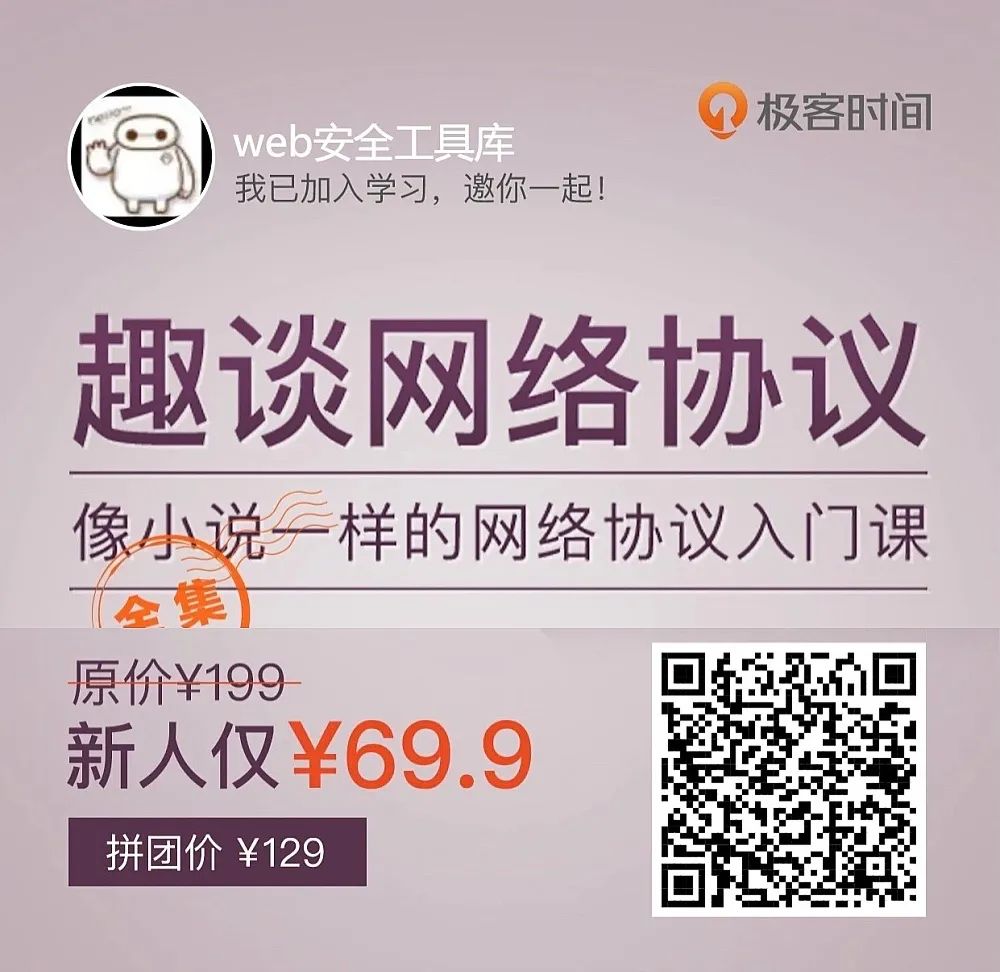 极客时间
web安全工具库
我已加入学习，邀你一起！
趣谈网络协议
像小说一样的网络协议入门课
全集
原价¥199
新人仅¥69.9
拼团价 ¥129